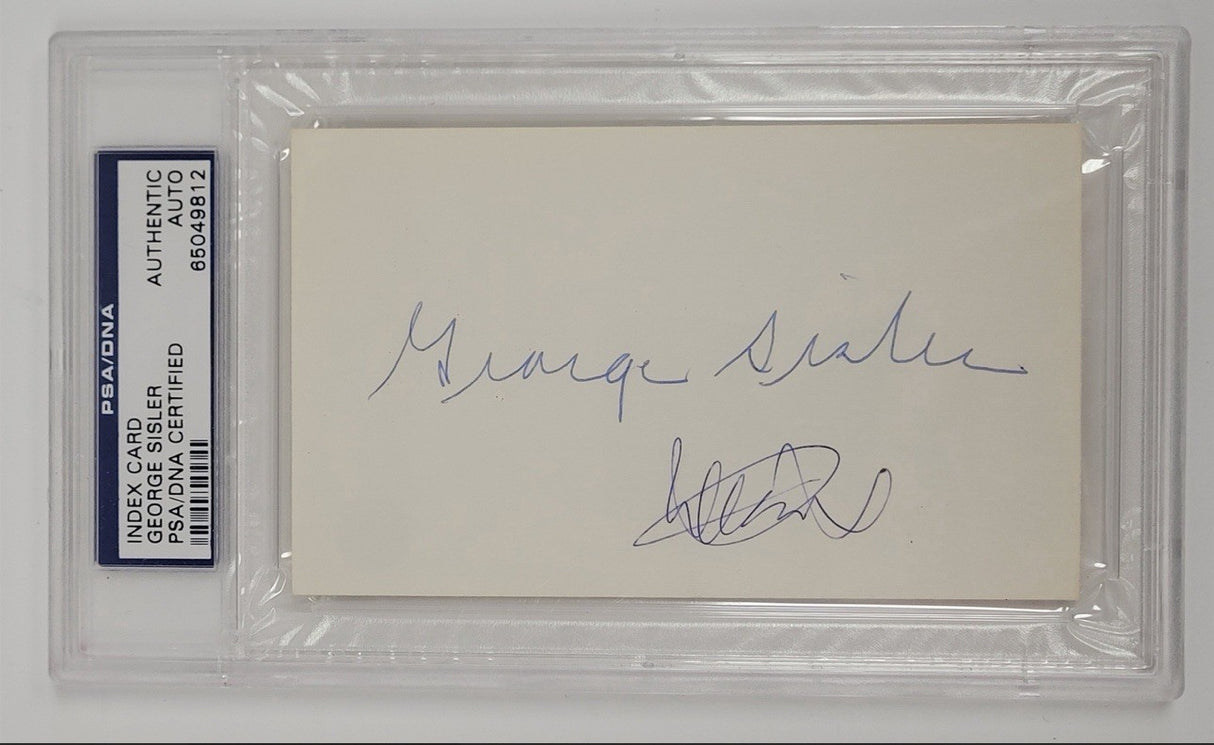 PSA/DNA
INDEX CARD AUTHENTIC
GEORGE SISLER AUTO
PSA/DNA CERTIFIED 65049812
George Sisler